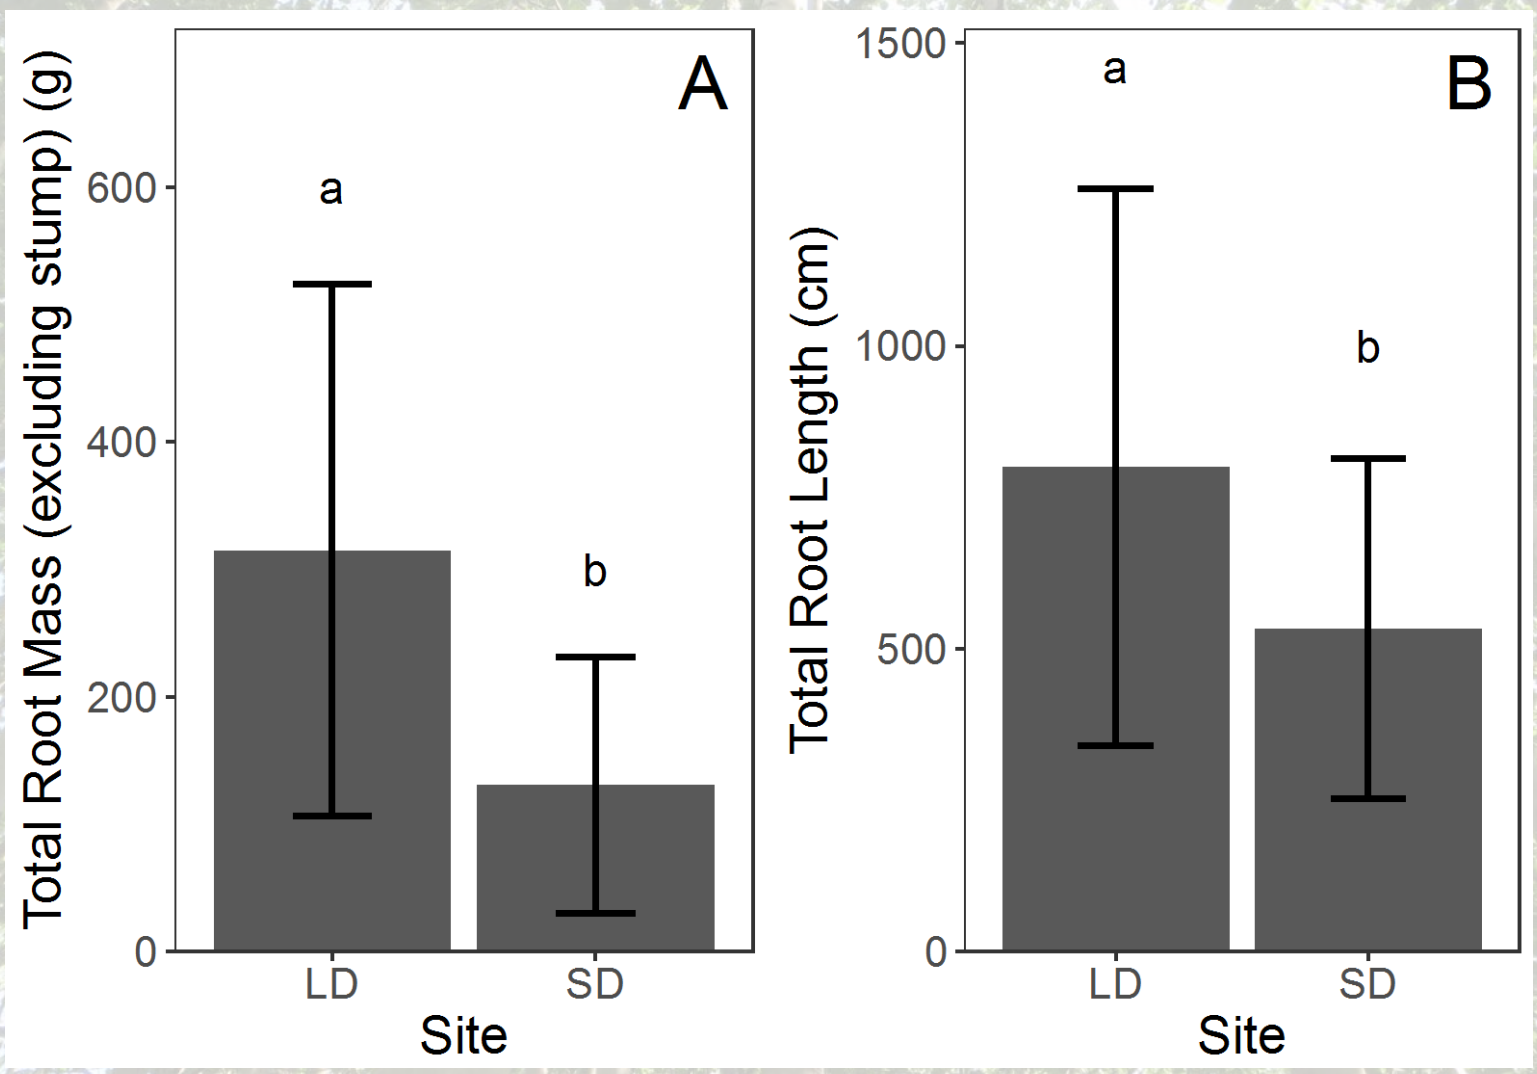 Total Root Mass (excluding stump) (g)
A
600
400
200
0
a
b
LD
SD
Site
Total Root Length (cm)
B
1500
1000
500
0
a
b
LD
SD
Site